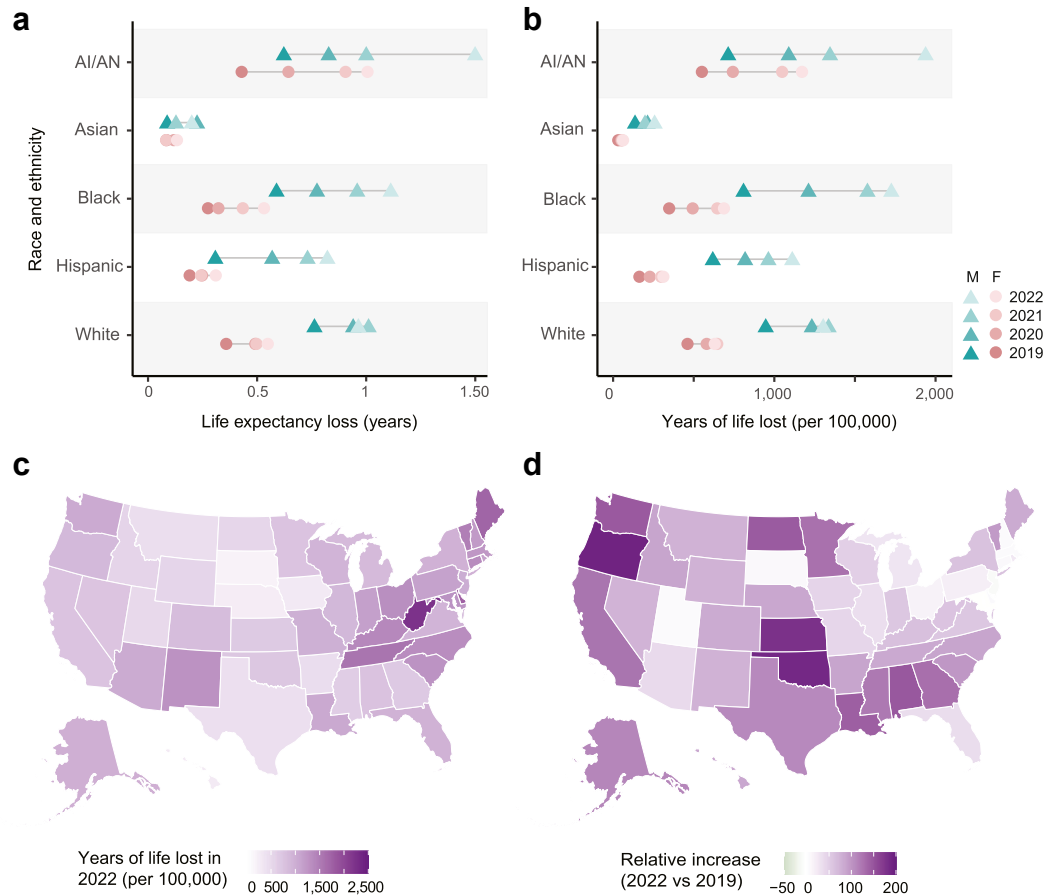 a
Race and ethnicity
AI/AN
Asian
Black
Hispanic
White
0
0.5
1
1.50
Life expectancy loss (years)
b
AI/AN
Asian
Black
Hispanic
White
0
1,000
2,000
Years of life lost (per 100,000)
M F
2022
2021
2020
2019
c
Years of life lost in
2022 (per 100,000)
0 500 1,500 2,500
d
Relative increase
(2022 vs 2019)
−50 0 100 200